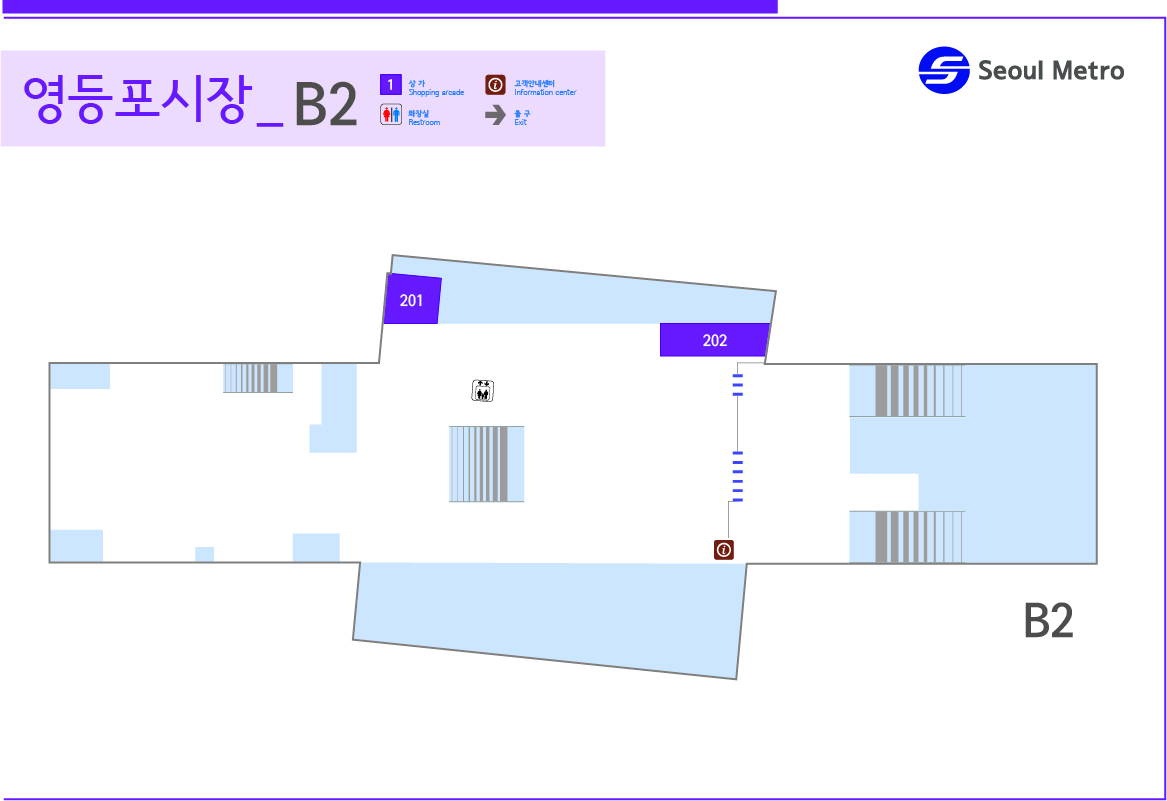 영등포시장_B2
1 상 가
Shopping arcade
고객안내센터
Information center
화장실
Restroom
출 구
Exit
Seoul Metro
201
202
B2